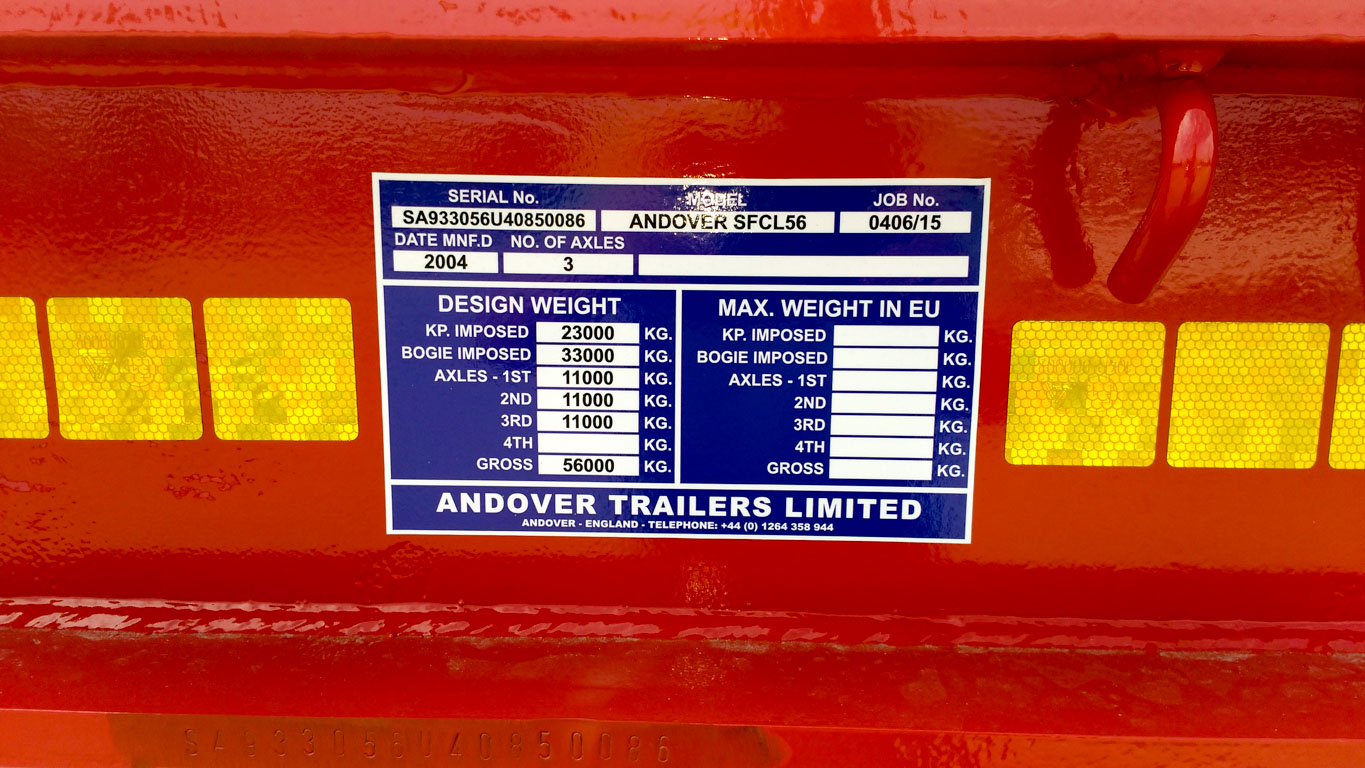 SERIAL No. MODEL JOB No.
SA933056U40850086 ANDOVER SFCL56 0406/15
DATE MNF.D NO. OF AXLES
2004 3
DESIGN WEIGHT
KP. IMPOSED 23000 KG.
BOGIE IMPOSED 33000 KG.
AXLES - 1ST 11000 KG.
2ND 11000 KG.
3RD 11000 KG.
4TH KG.
GROSS 56000 KG.
MAX. WEIGHT IN EU
KP. IMPOSED KG.
BOGIE IMPOSED KG.
AXLES - 1ST KG.
2ND KG.
3RD KG.
4TH KG.
GROSS KG.
ANDOVER TRAILERS LIMITED
ANDOVER - ENGLAND - TELEPHONE: +44 (0) 1264 358 944
SA933056U40850086